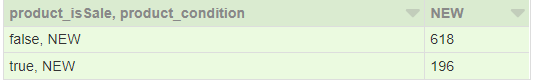 product_isSale, product_condition NEW
false, NEW 618
true, NEW 196